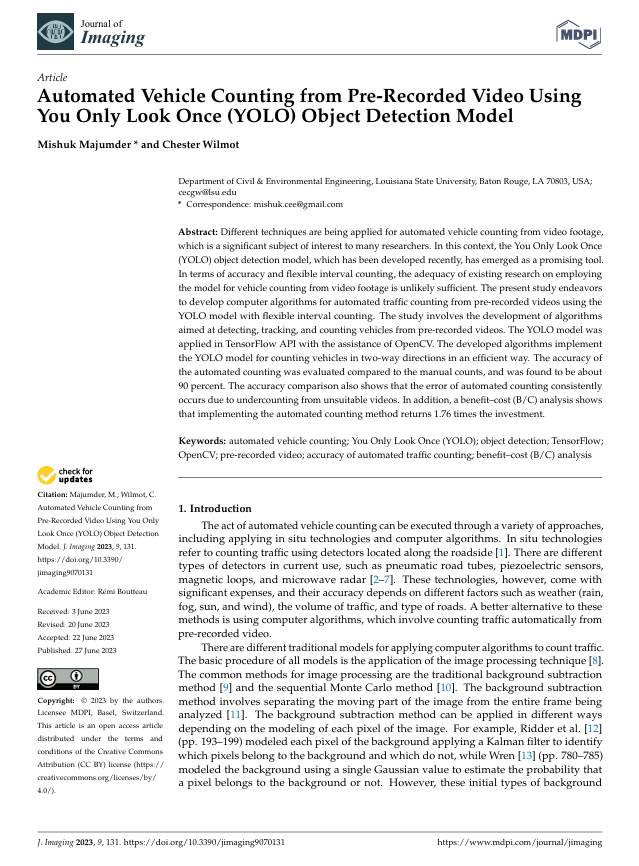 Journal of
Imaging
MDPI
Article
Automated Vehicle Counting from Pre-Recorded Video Using
You Only Look Once (YOLO) Object Detection Model
Mishuk Majumder * and Chester Wilmot
Department of Civil & Environmental Engineering, Louisiana State University, Baton Rouge, LA 70803, USA;
cecgw@lsu.edu
* Correspondence: mishuk.cee@gmail.com
Abstract: Different techniques are being applied for automated vehicle counting from video footage,
which is a significant subject of interest to many researchers. In this context, the You Only Look Once
(YOLO) object detection model, which has been developed recently, has emerged as a promising tool.
In terms of accuracy and flexible interval counting, the adequacy of existing research on employing
the model for vehicle counting from video footage is unlikely sufficient. The present study endeavors
to develop computer algorithms for automated traffic counting from pre-recorded videos using the
YOLO model with flexible interval counting. The study involves the development of algorithms
aimed at detecting, tracking, and counting vehicles from pre-recorded videos. The YOLO model was
applied in TensorFlow API with the assistance of OpenCV. The developed algorithms implement
the YOLO model for counting vehicles in two-way directions in an efficient way. The accuracy of
the automated counting was evaluated compared to the manual counts, and was found to be about
90 percent. The accuracy comparison also shows that the error of automated counting consistently
occurs due to undercounting from unsuitable videos. In addition, a benefit–cost (B/C) analysis shows
that implementing the automated counting method returns 1.76 times the investment.
Keywords: automated vehicle counting; You Only Look Once (YOLO); object detection; TensorFlow;
OpenCV; pre-recorded video; accuracy of automated traffic counting; benefit–cost (B/C) analysis
check for
updates
Citation: Majumder, M.; Wilmot, C.
Automated Vehicle Counting from
Pre-Recorded Video Using You Only
Look Once (YOLO) Object Detection
Model. J. Imaging 2023, 9, 131.
https://doi.org/10.3390/
jimaging9070131
Academic Editor: Rémi Boutteau
Received: 3 June 2023
Revised: 20 June 2023
Accepted: 22 June 2023
Published: 27 June 2023
CC BY
Copyright: © 2023 by the authors.
Licensee MDPI, Basel, Switzerland.
This article is an open access article
distributed under the terms and
conditions of the Creative Commons
Attribution (CC BY) license (https://
creativecommons.org/licenses/by/
4.0/).
1. Introduction
The act of automated vehicle counting can be executed through a variety of approaches,
including applying in situ technologies and computer algorithms. In situ technologies
refer to counting traffic using detectors located along the roadside [1]. There are different
types of detectors in current use, such as pneumatic road tubes, piezoelectric sensors,
magnetic loops, and microwave radar [2–7]. These technologies, however, come with
significant expenses, and their accuracy depends on different factors such as weather (rain,
fog, sun, and wind), the volume of traffic, and type of roads. A better alternative to these
methods is using computer algorithms, which involve counting traffic automatically from
pre-recorded video.
There are different traditional models for applying computer algorithms to count traffic.
The basic procedure of all models is the application of the image processing technique [8].
The common methods for image processing are the traditional background subtraction
method [9] and the sequential Monte Carlo method [10]. The background subtraction
method involves separating the moving part of the image from the entire frame being
analyzed [11]. The background subtraction method can be applied in different ways
depending on the modeling of each pixel of the image. For example, Ridder et al. [12]
(pp. 193–199) modeled each pixel of the background applying a Kalman filter to identify
which pixels belong to the background and which do not, while Wren [13] (pp. 780–785)
modeled the background using a single Gaussian value to estimate the probability that
a pixel belongs to the background or not. However, these initial types of background
J. Imaging 2023, 9, 131. https://doi.org/10.3390/jimaging9070131
https://www.mdpi.com/journal/jimaging